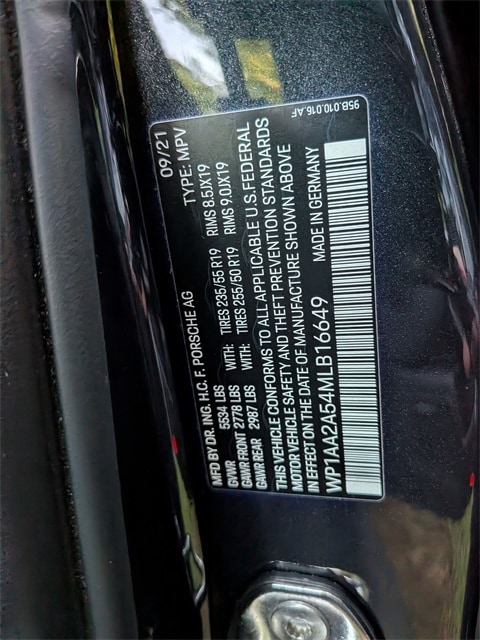 95B.010.016.AF
MFD BY DR. ING. H.C. F. PORSCHE AG 09/21
GVWR 5534 LBS TYPE: MPV
GAWR FRONT 2778 LBS WITH: TIRES 235/55 R19 RIMS 8.5JX19
GAWR REAR 2987 LBS WITH: TIRES 255/50 R19 RIMS 9.0JX19
THIS VEHICLE CONFORMS TO ALL APPLICABLE U.S. FEDERAL
MOTOR VEHICLE SAFETY AND THEFT PREVENTION STANDARDS
IN EFFECT ON THE DATE OF MANUFACTURE SHOWN ABOVE
MADE IN GERMANY
WP1AA2A54MLB16649